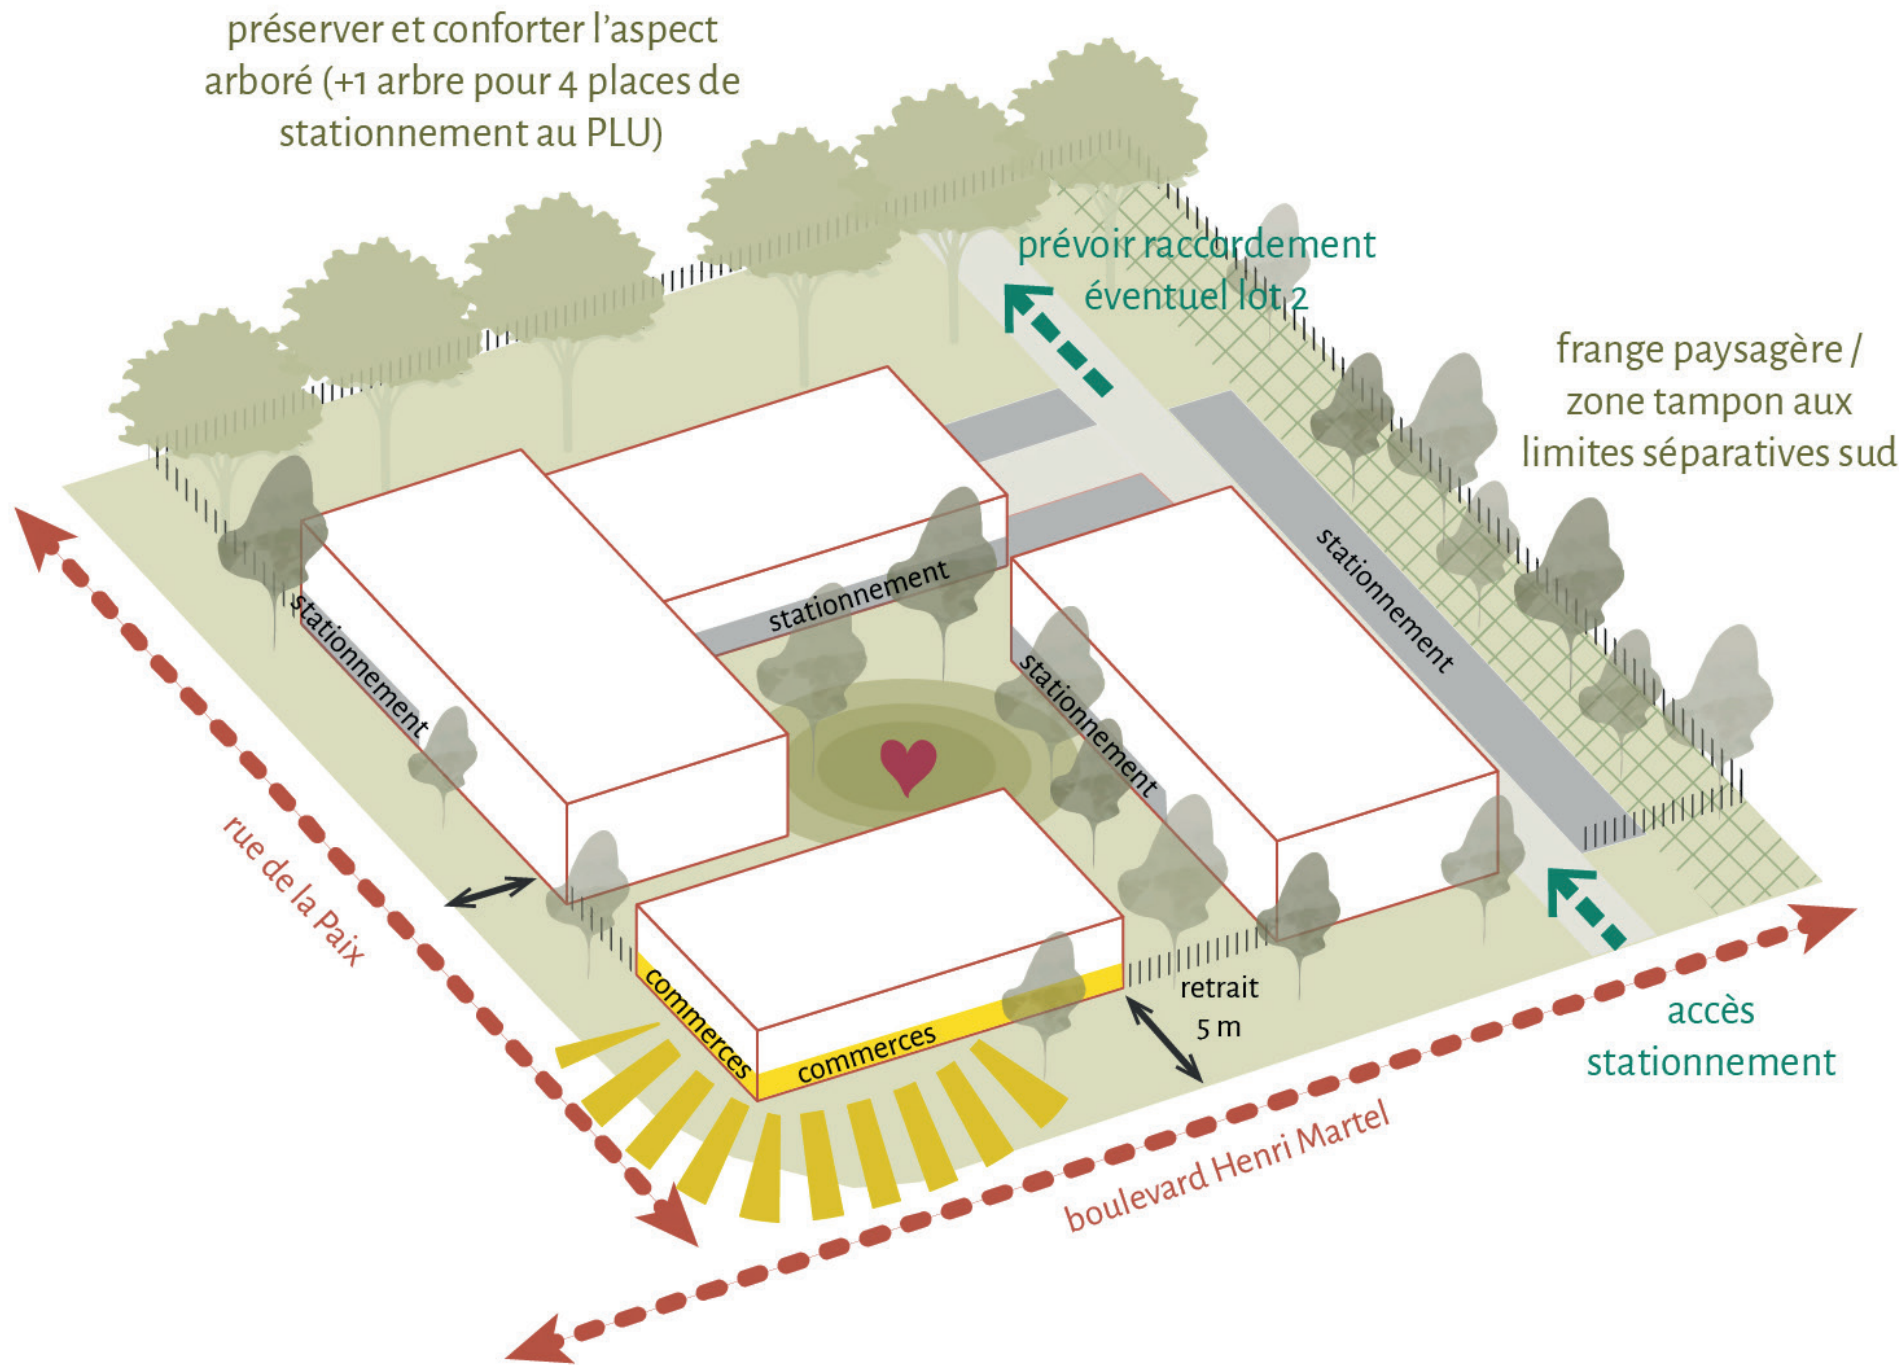 préserver et conforter l’aspect
arboré (+1 arbre pour 4 places de
stationnement au PLU)
prévoir raccordement
éventuel lot 2
frange paysagère /
zone tampon aux
limites séparatives sud
stationnement
stationnement
stationnement
stationnement
rue de la Paix
commerces
commerces
retrait
5 m
accès
stationnement
boulevard Henri Martel